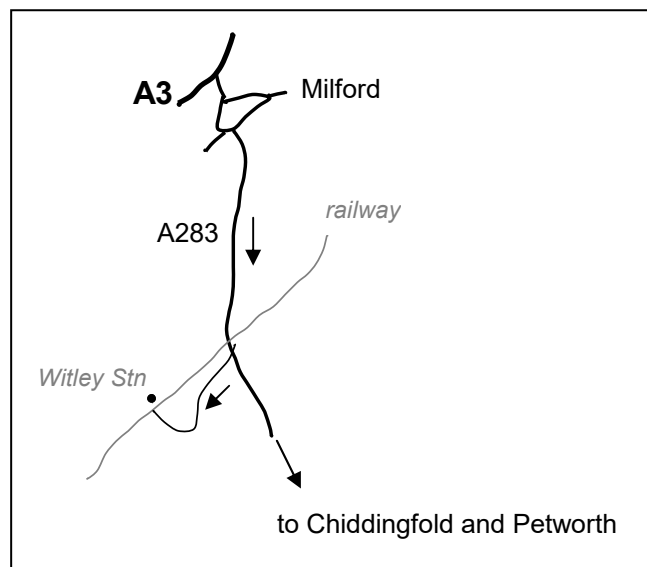 A3
Milford
railway
A283
Witley Stn
to Chiddingfold and Petworth